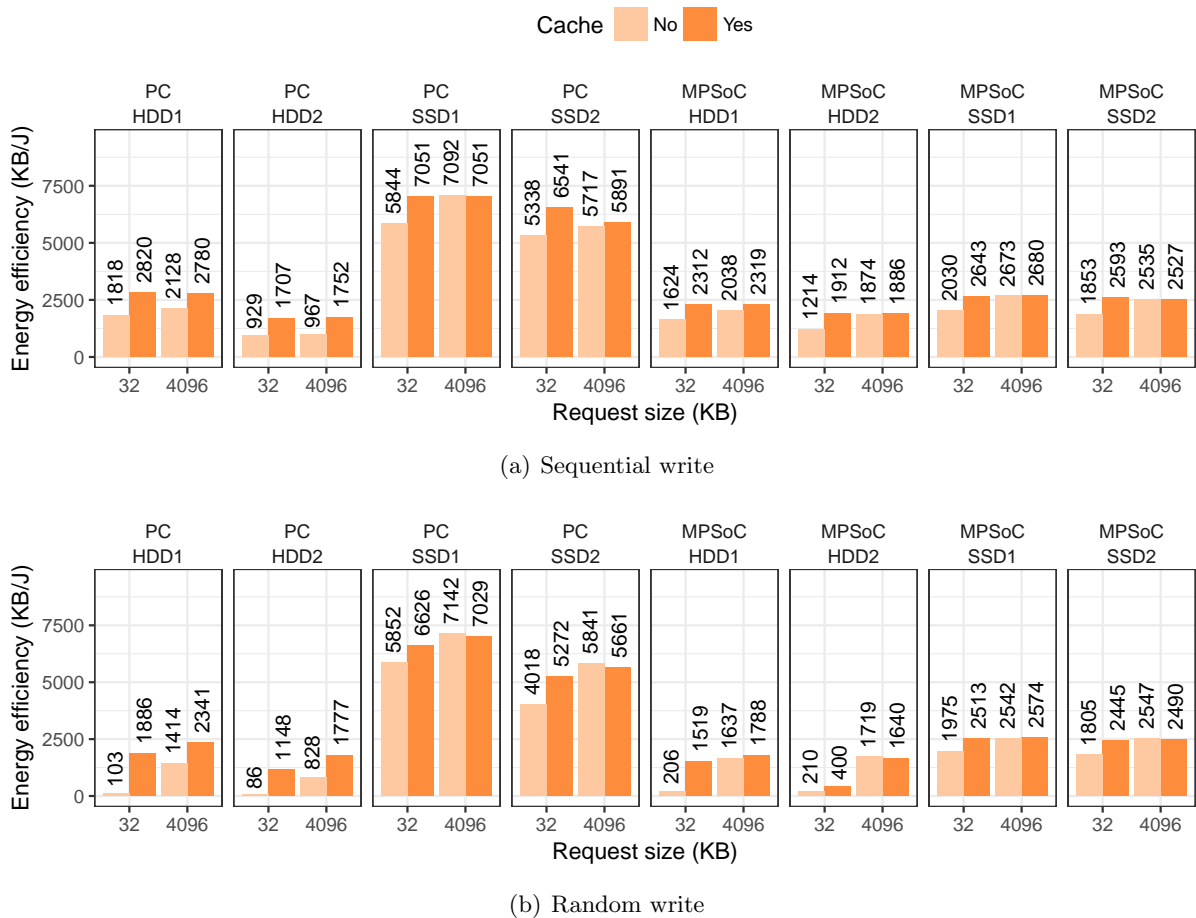 Cache No Yes
PC PC PC PC MPSoC MPSoC MPSoC MPSoC
HDD1 HDD2 SSD1 SSD2 HDD1 HDD2 SSD1 SSD2
Energy efficiency (KB/J)
7500
5000
2500
0
1818 2820 2128 2780
929 1707 967 1752
5844 7051 7092 7051
5338 6541 5717 5891
1624 2312 2038 2319
1214 1912 1874 1886
2030 2643 2673 2680
1853 2593 2535 2527
32 4096 32 4096 32 4096 32 4096 32 4096 32 4096 32 4096 32 4096
Request size (KB)
(a) Sequential write
PC PC PC PC MPSoC MPSoC MPSoC MPSoC
HDD1 HDD2 SSD1 SSD2 HDD1 HDD2 SSD1 SSD2
Energy efficiency (KB/J)
7500
5000
2500
0
103 1886 1414 2341
86 1148 828 1777
5852 6626 7142 7029
4018 5272 5841 5661
206 1519 1637 1788
210 400 1719 1640
1975 2513 2542 2574
1805 2445 2547 2490
32 4096 32 4096 32 4096 32 4096 32 4096 32 4096 32 4096 32 4096
Request size (KB)
(b) Random write